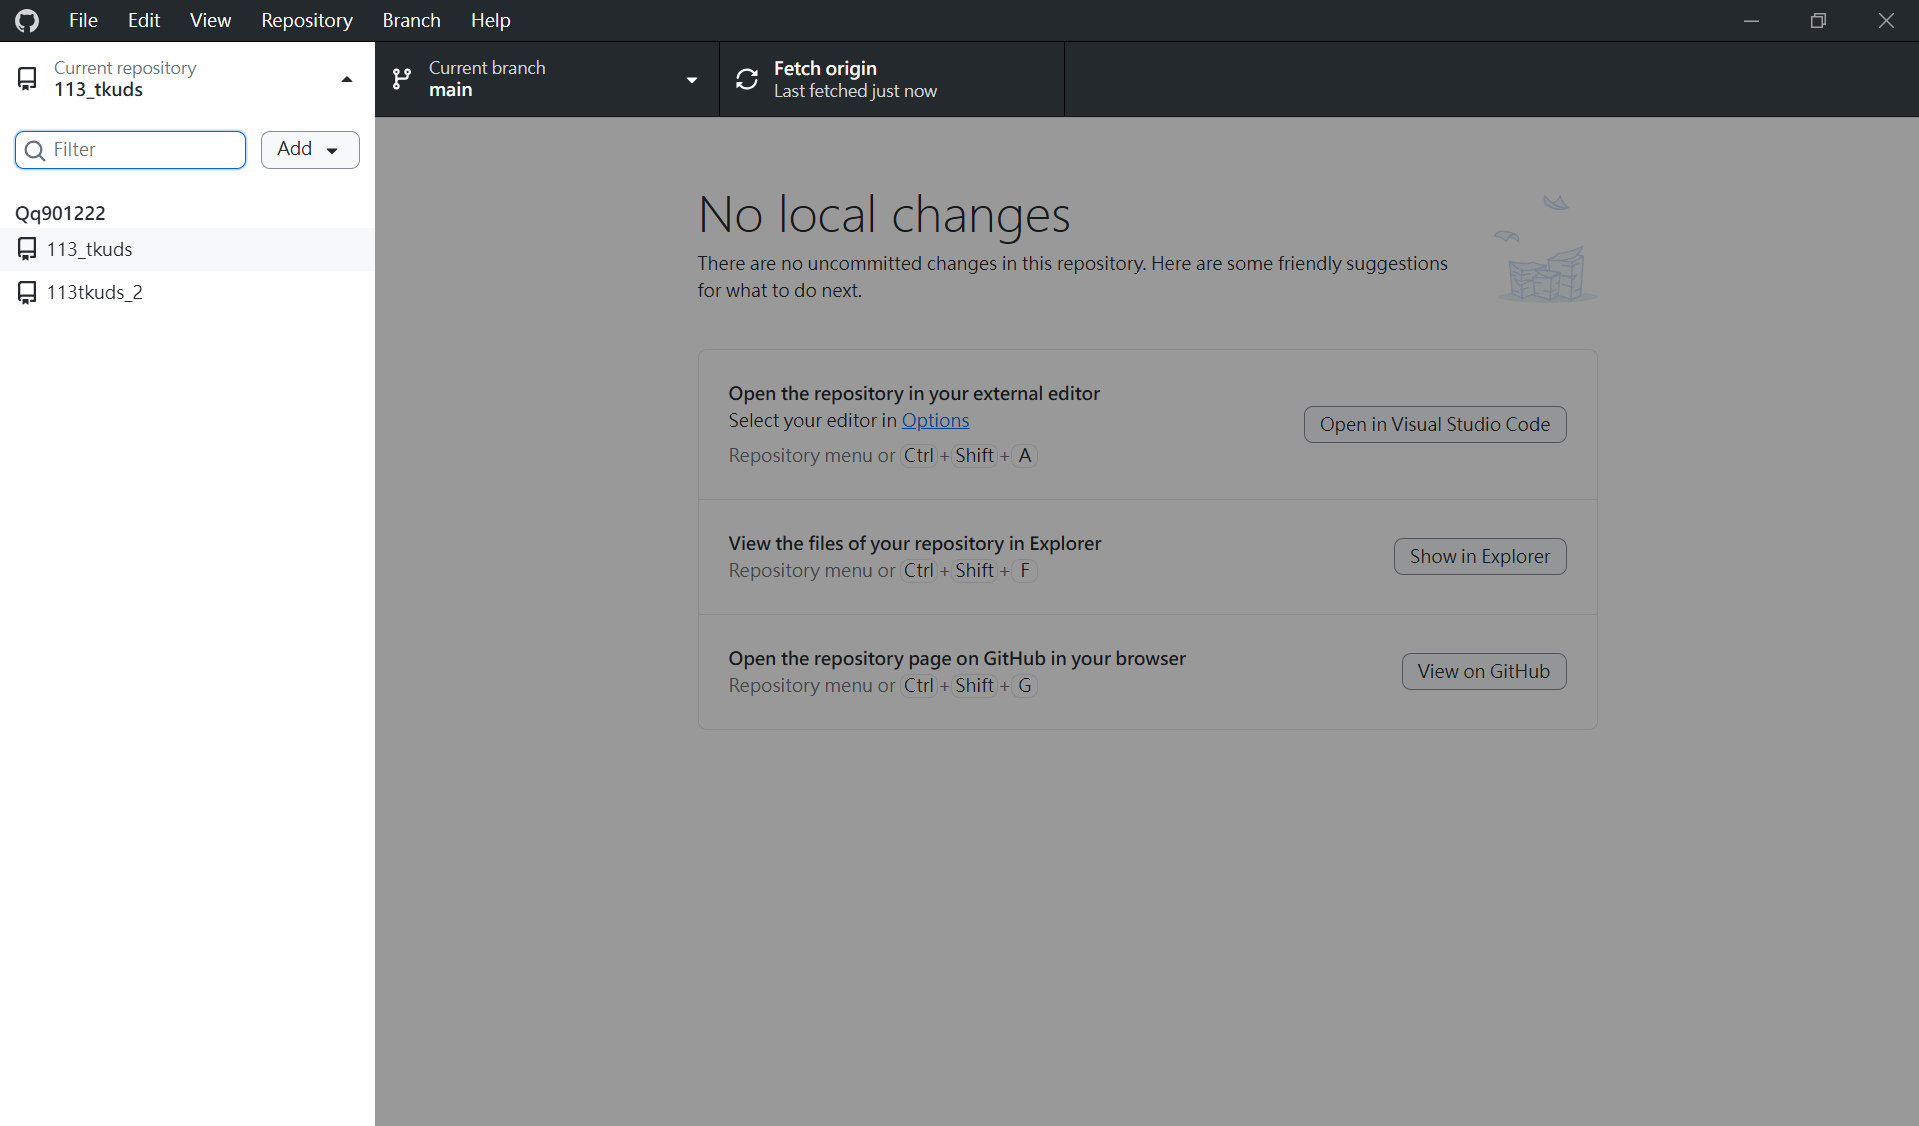 File Edit View Repository Branch Help
Current repository
113_tkuds
Current branch
main
Fetch origin
Last fetched just now
Filter
Add
Qq901222
113_tkuds
113tkuds_2
No local changes
There are no uncommitted changes in this repository. Here are some friendly suggestions
for what to do next.
Open the repository in your external editor
Select your editor in Options
Repository menu or Ctrl + Shift + A
Open in Visual Studio Code
View the files of your repository in Explorer
Repository menu or Ctrl + Shift + F
Show in Explorer
Open the repository page on GitHub in your browser
Repository menu or Ctrl + Shift + G
View on GitHub